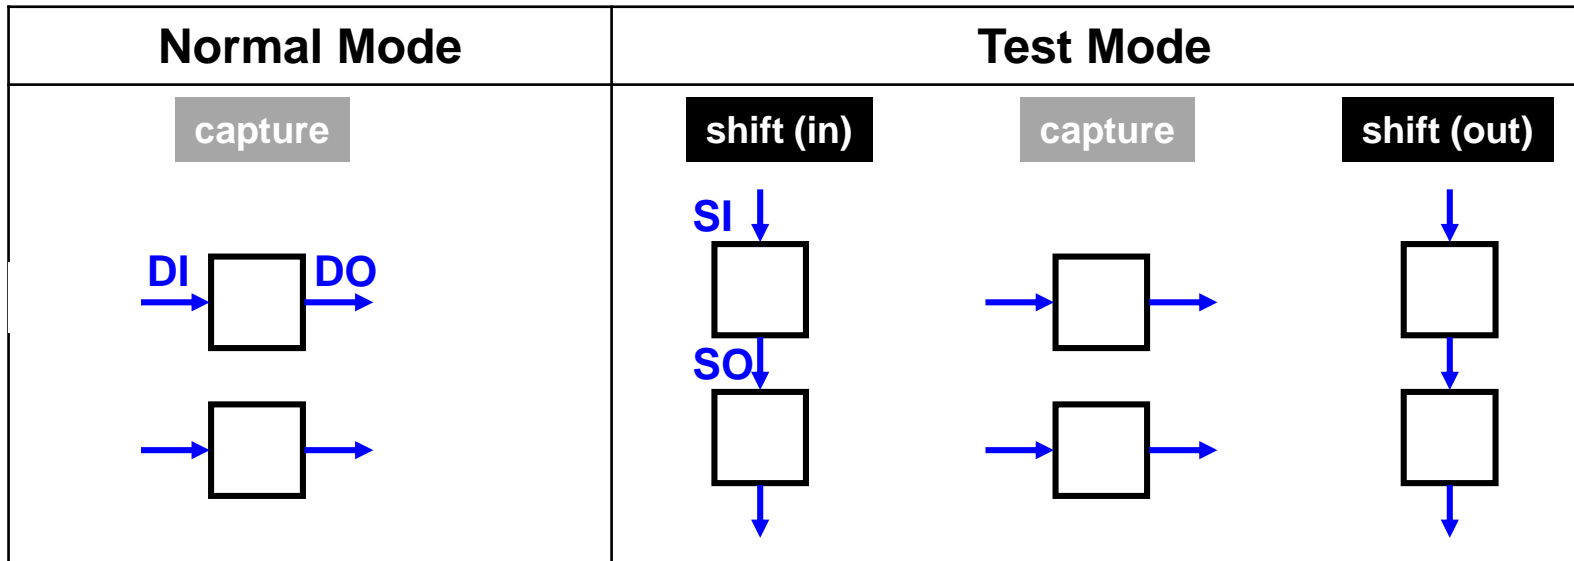 Normal Mode
Test Mode
capture
shift (in)
capture
shift (out)
SI
DI
DO
SO